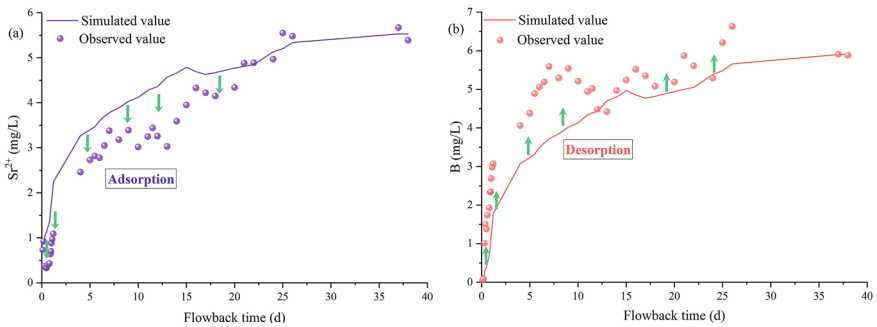 (a)
Simulated value
Observed value
Sr2+ (mg/L)
6
5
4
3
2
1
0
Adsorption
0 5 10 15 20 25 30 35 40
Flowback time (d)
(b)
Simulated value
Observed value
B (mg/L)
7
6
5
4
3
2
1
0
Desorption
0 5 10 15 20 25 30 35 40
Flowback time (d)